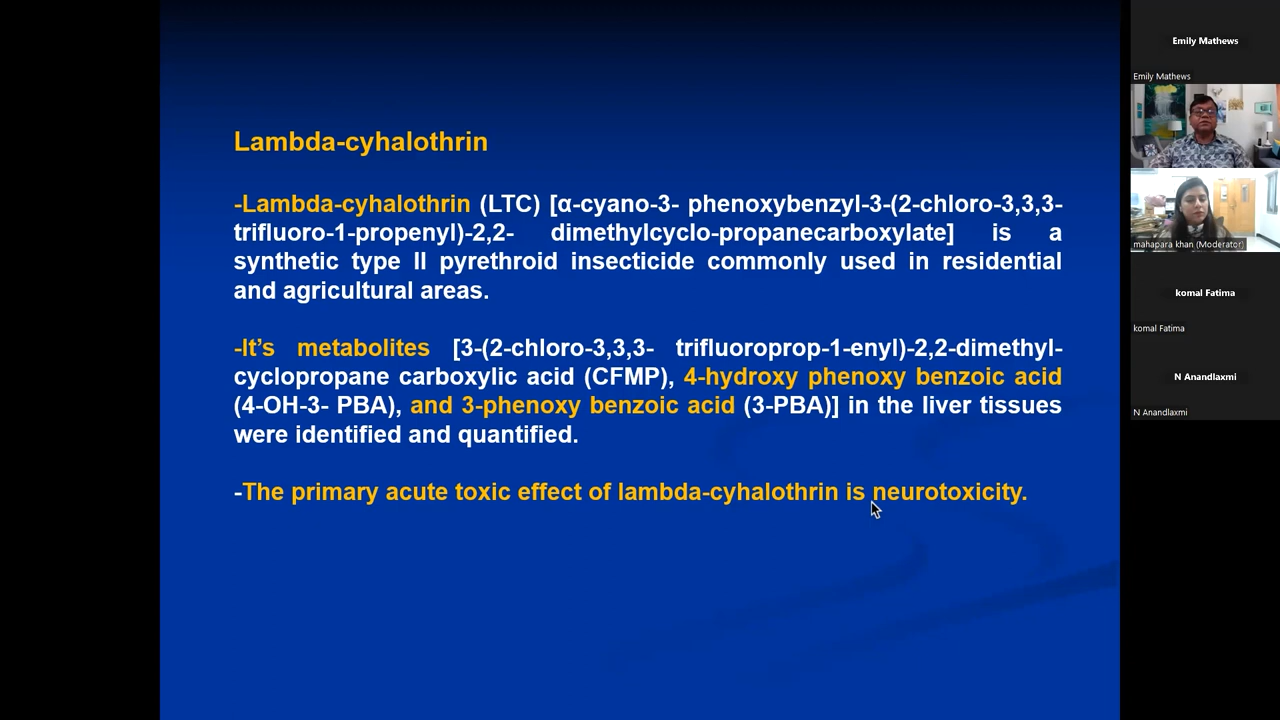 Lambda-cyhalothrin
-Lambda-cyhalothrin (LTC) [α-cyano-3- phenoxybenzyl-3-(2-chloro-3,3,3-
trifluoro-1-propenyl)-2,2- dimethylcyclo-propanecarboxylate] is a
synthetic type II pyrethroid insecticide commonly used in residential
and agricultural areas.
-It’s metabolites [3-(2-chloro-3,3,3- trifluoroprop-1-enyl)-2,2-dimethyl-
cyclopropane carboxylic acid (CFMP), 4-hydroxy phenoxy benzoic acid
(4-OH-3- PBA), and 3-phenoxy benzoic acid (3-PBA)] in the liver tissues
were identified and quantified.
-The primary acute toxic effect of lambda-cyhalothrin is neurotoxicity.
Emily Mathews
Emily Mathews
mahapara khan (Moderator)
komal Fatima
komal Fatima
N Anandlaxmi
N Anandlaxmi